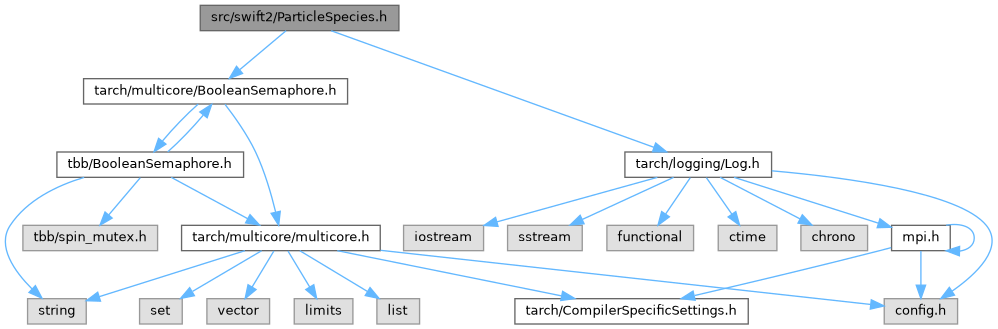 src/swift2/ParticleSpecies.h
tarch/multicore/BooleanSemaphore.h
tbb/BooleanSemaphore.h
tarch/logging/Log.h
tbb/spin_mutex.h
tarch/multicore/multicore.h
iostream
sstream
functional
ctime
chrono
mpi.h
string
set
vector
limits
list
tarch/CompilerSpecificSettings.h
config.h